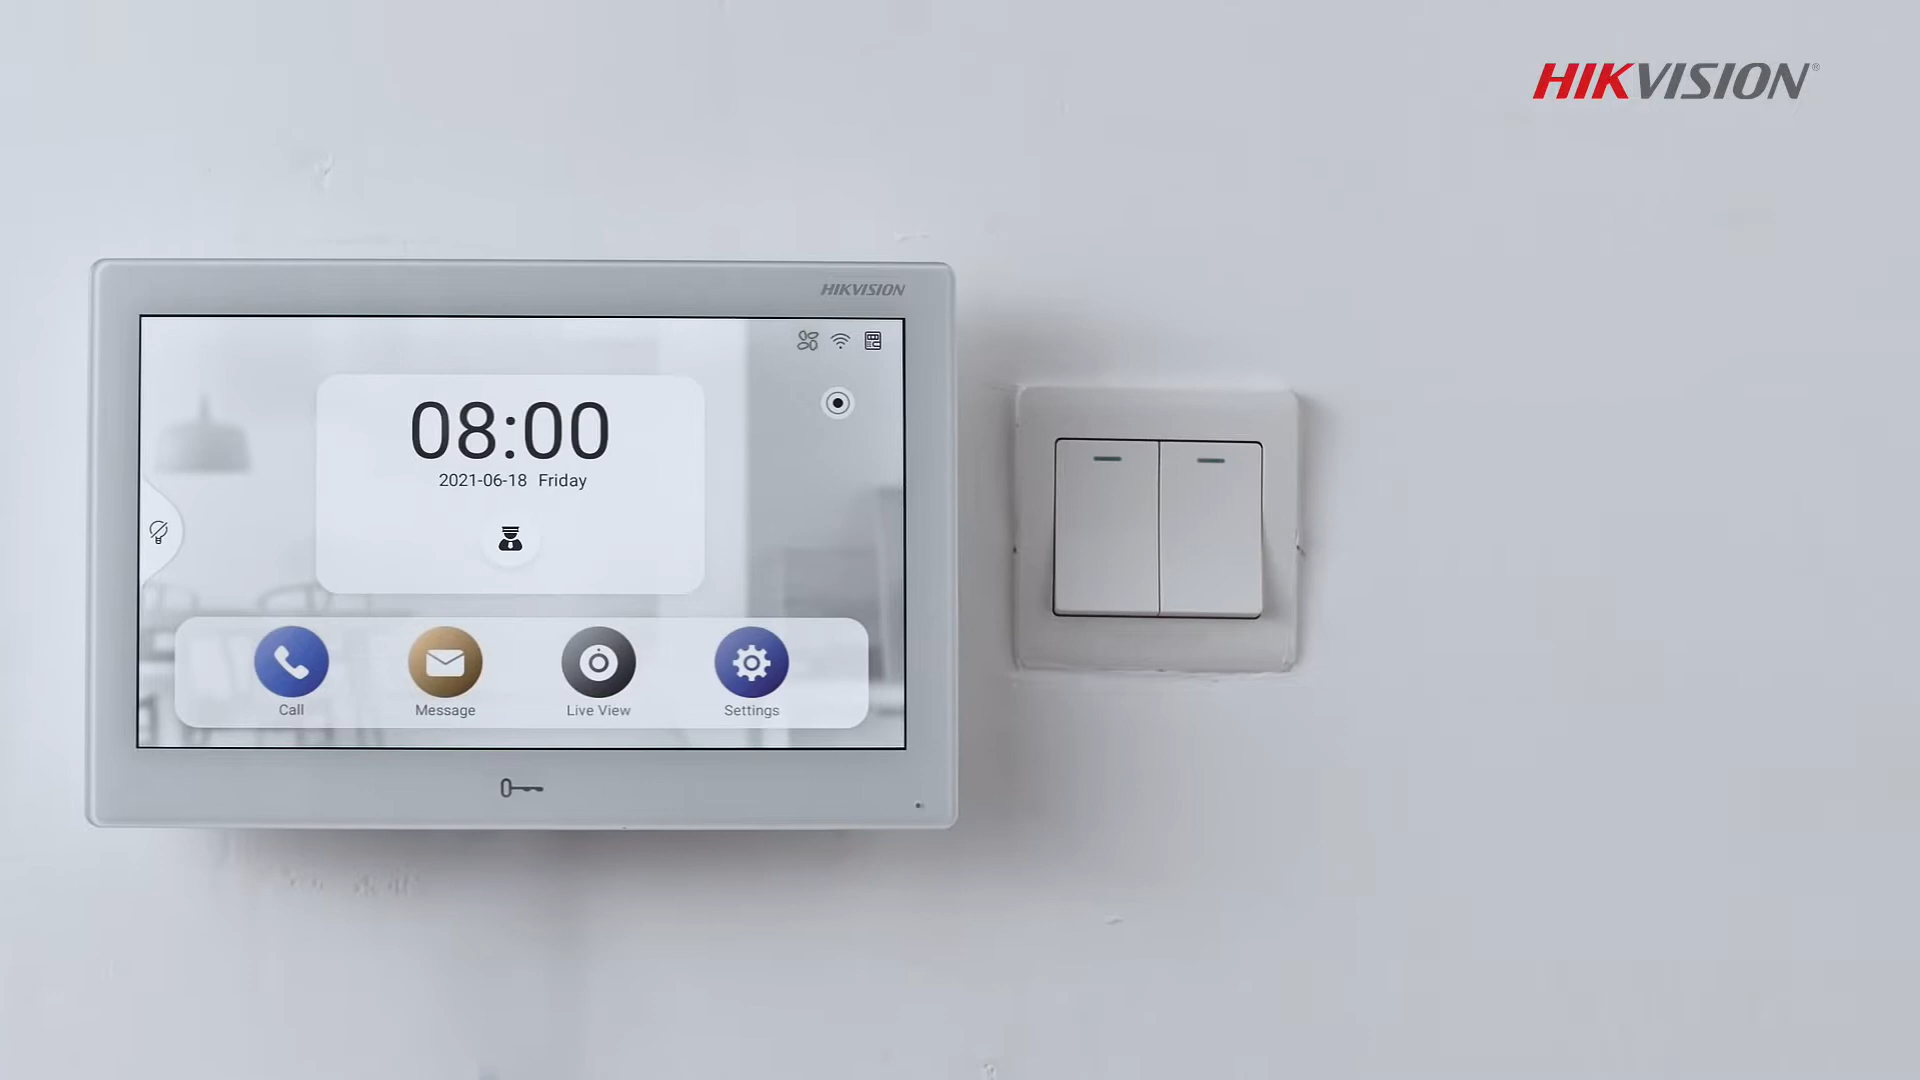 HIKVISION®
HIKVISION
08:00
2021-06-18 Friday
Call
Message
Live View
Settings